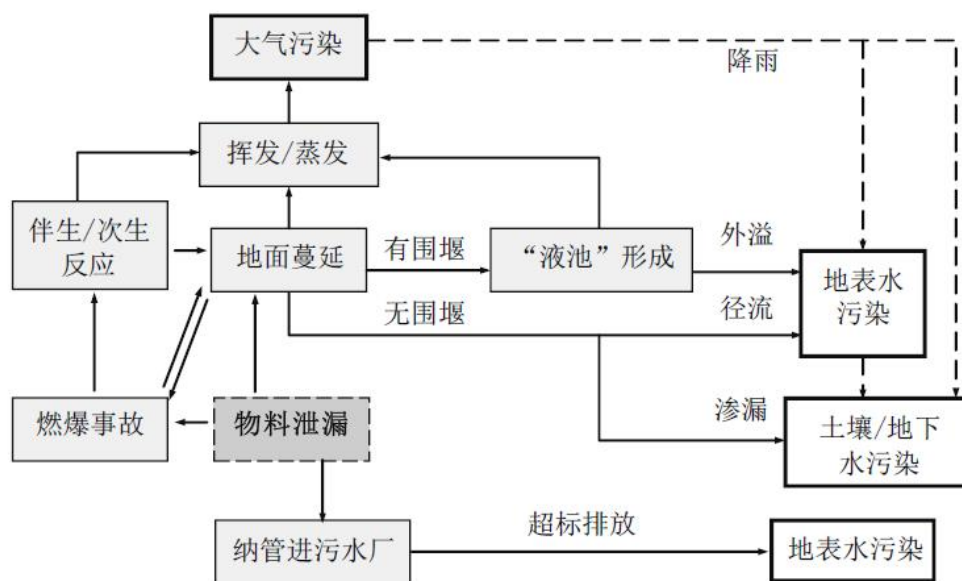 大气污染
降雨
挥发/蒸发
伴生/次生
反应
地面蔓延
有围堰
“液池”形成
外溢
地表水
污染
无围堰
径流
燃爆事故
物料泄漏
渗漏
土壤/地下
水污染
纳管进污水厂
超标排放
地表水污染